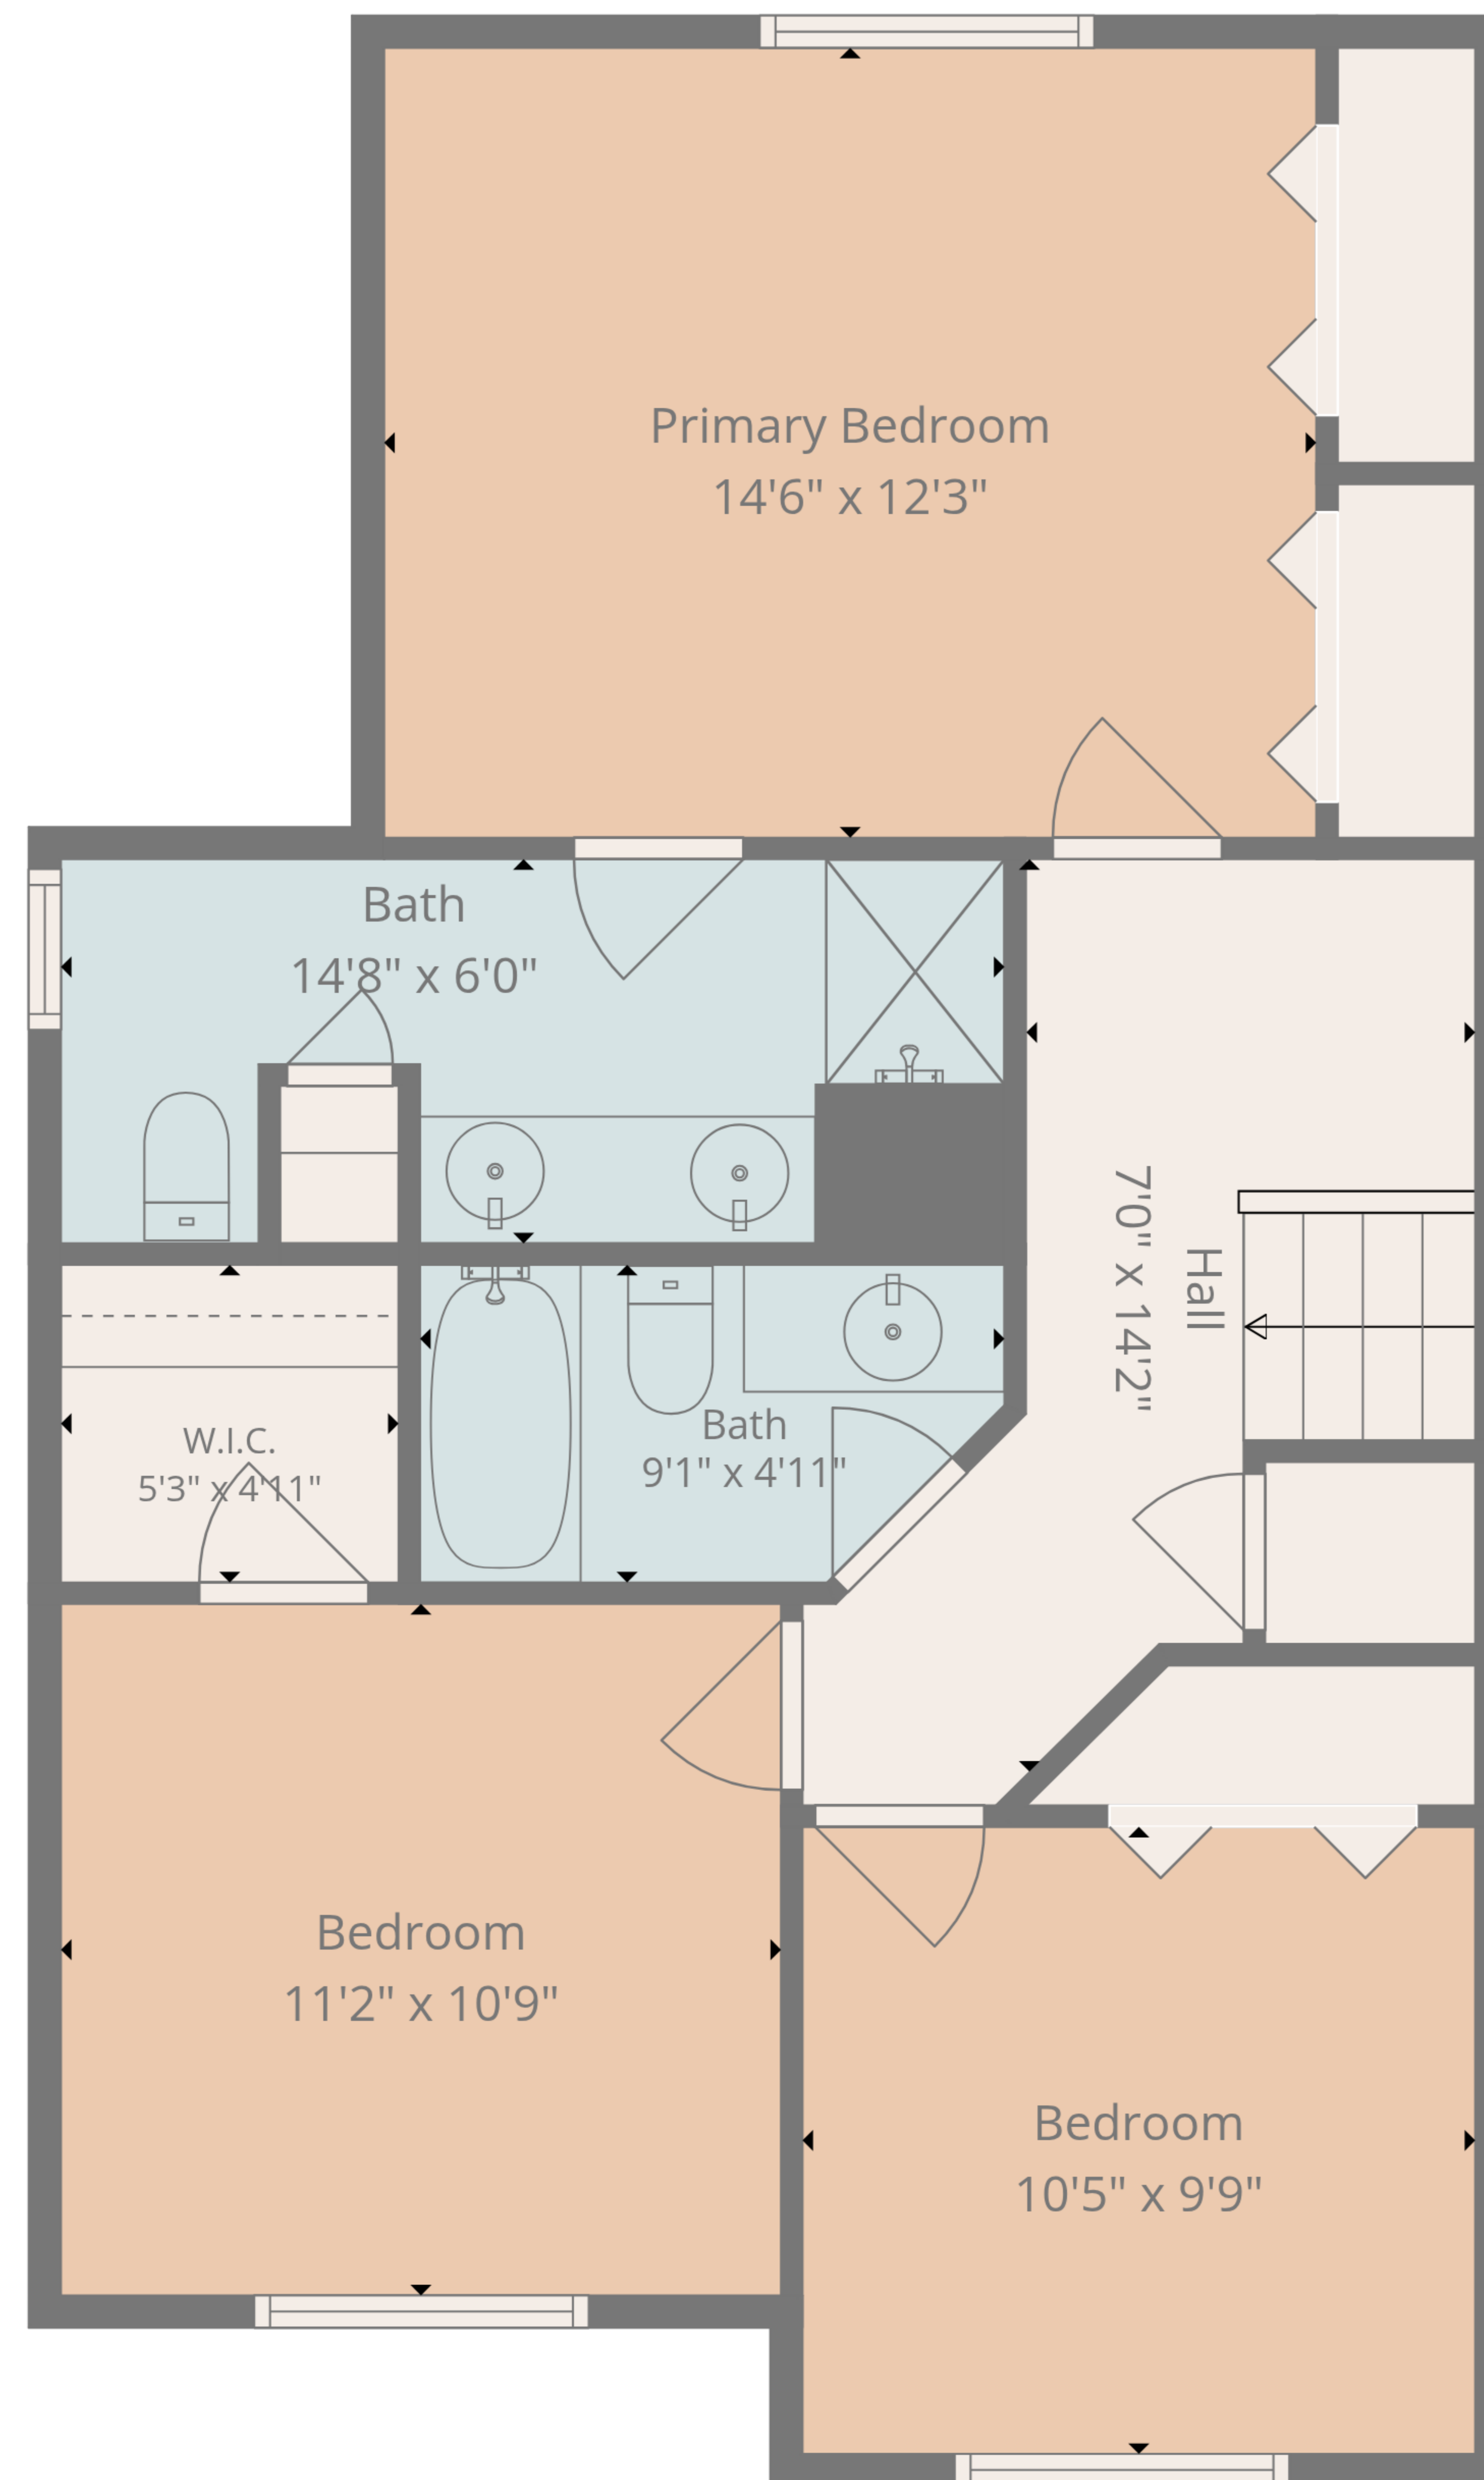 Primary Bedroom
14'6" x 12'3"
Bath
14'8" x 6'0"
Hall
7'0" x 14'2"
W.I.C.
5'3" x 4'11"
Bath
9'1" x 4'11"
Bedroom
11'2" x 10'9"
Bedroom
10'5" x 9'9"